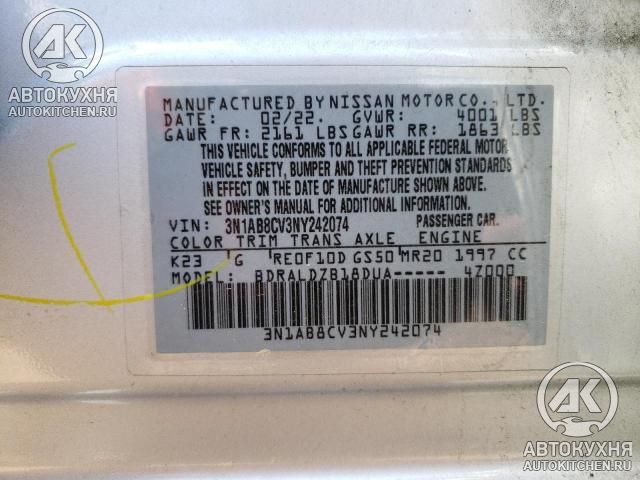 AK
АВТОКУХНЯ
AUTOKITCHEN.RU
MANUFACTURED BY NISSAN MOTOR CO., LTD.
DATE: 02/22. GVWR: 4001 LBS
GAWR FR: 2161 LBS GAWR RR: 1863 LBS
THIS VEHICLE CONFORMS TO ALL APPLICABLE FEDERAL MOTOR
VEHICLE SAFETY, BUMPER AND THEFT PREVENTION STANDARDS
IN EFFECT ON THE DATE OF MANUFACTURE SHOWN ABOVE.
SEE OWNER'S MANUAL FOR ADDITIONAL INFORMATION.
VIN: 3N1AB8CV3NY242074 PASSENGER CAR.
COLOR TRIM TRANS AXLE ENGINE
K23 G RE0F10D GS50 MR20 1997 CC
MODEL: BDRALDZB18DUA----- 4Z000
3N1AB8CV3NY242074
AK
АВТОКУХНЯ
AUTOKITCHEN.RU